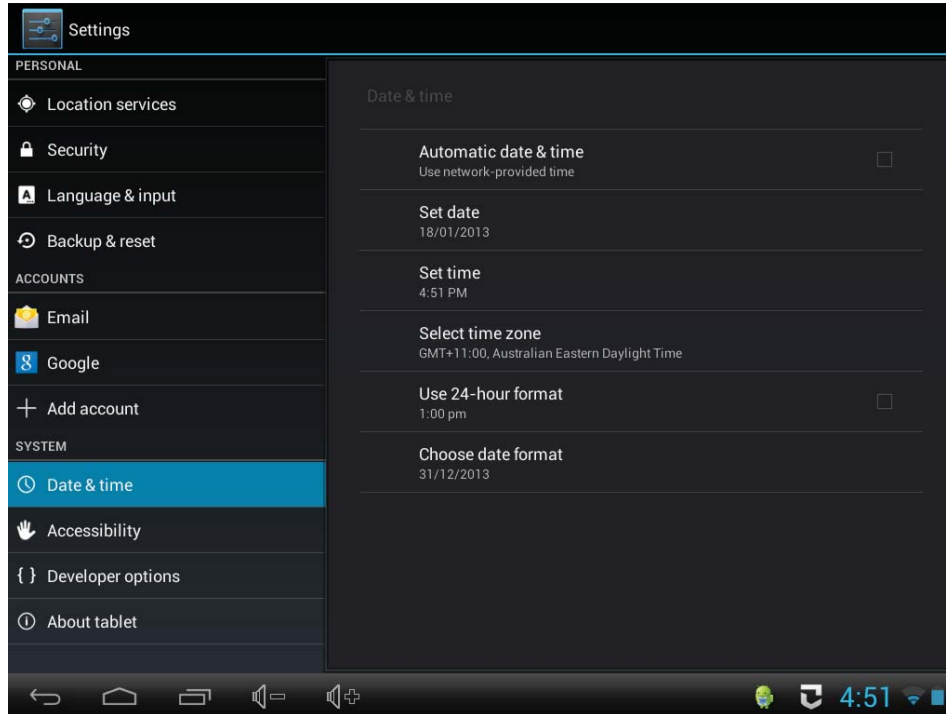 Settings
PERSONAL
Location services
Security
Language & input
Backup & reset
ACCOUNTS
Email
Google
Add account
SYSTEM
Date & time
Accessibility
{ } Developer options
About tablet
Date & time
Automatic date & time
Use network-provided time
Set date
18/01/2013
Set time
4:51 PM
Select time zone
GMT+11:00, Australian Eastern Daylight Time
Use 24-hour format
1:00 pm
Choose date format
31/12/2013
4:51